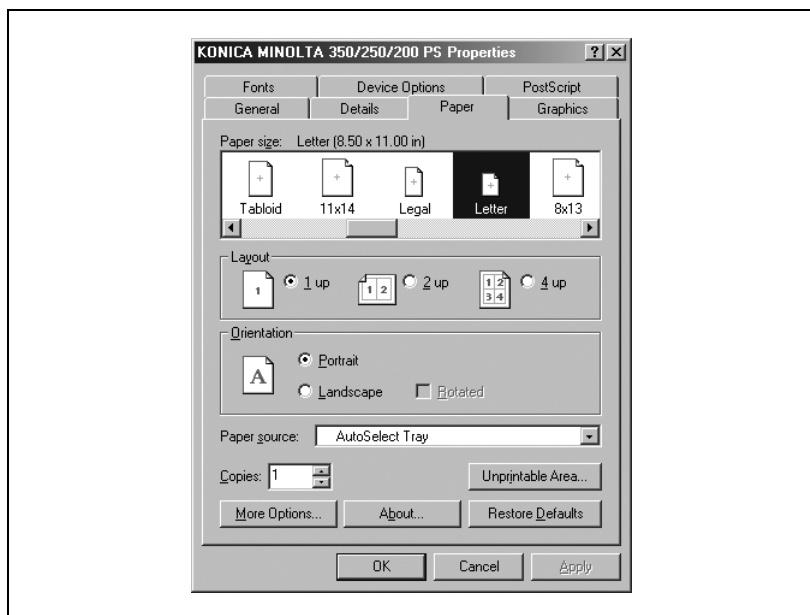 KONICA MINOLTA 350/250/200 PS Properties
Fonts Device Options PostScript
General Details Paper Graphics
Paper size: Letter (8.50 x 11.00 in)
Tabloid 11x14 Legal Letter 8x13
Layout
1 1 up 1 2 2 up 1 2 3 4 4 up
Orientation
A Portrait
Landscape Rotated
Paper source: AutoSelect Tray
Copies: 1 Unprintable Area...
More Options... About... Restore Defaults
OK Cancel Apply